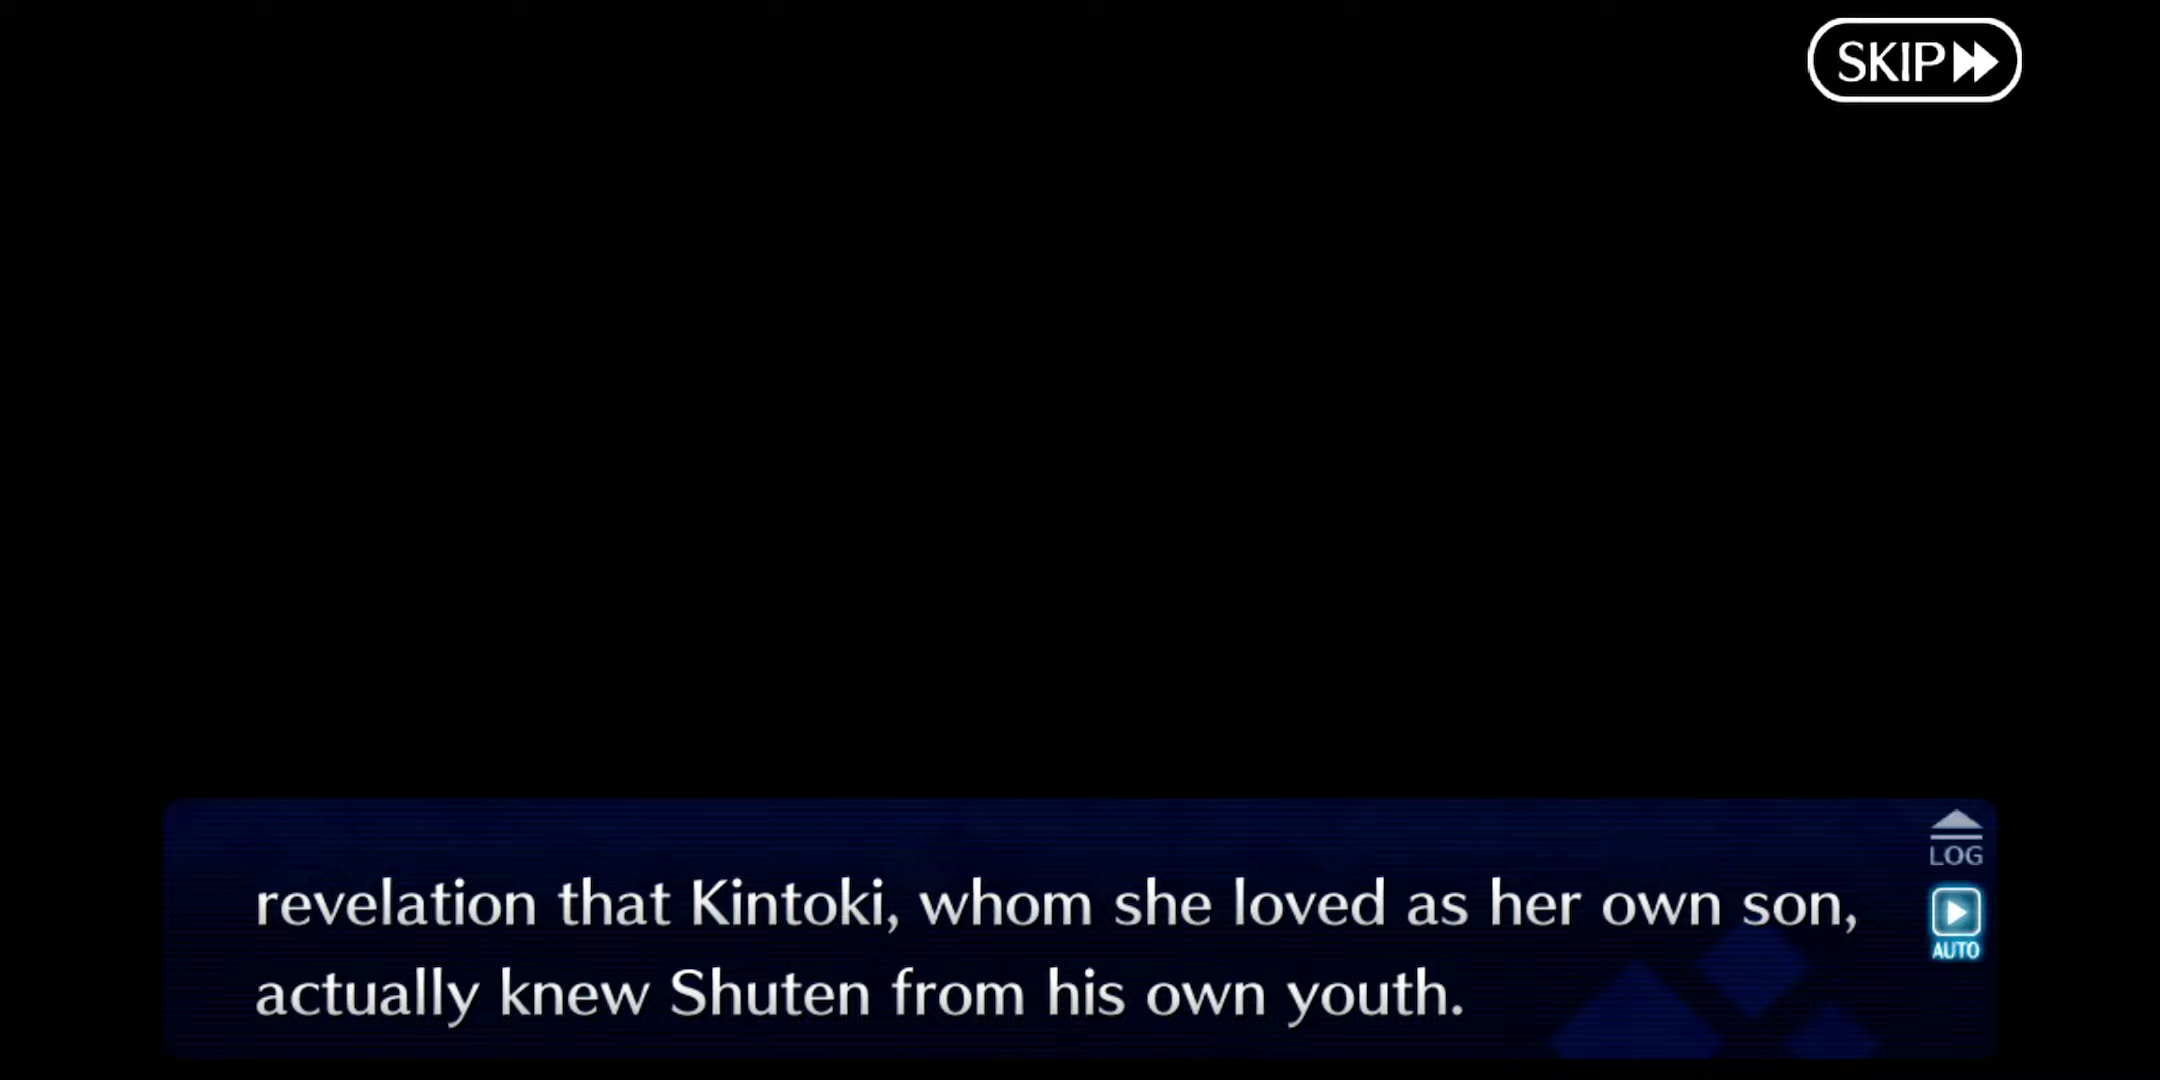 SKIP
LOG
revelation that Kintoki, whom she loved as her own son,
AUTO
actually knew Shuten from his own youth.